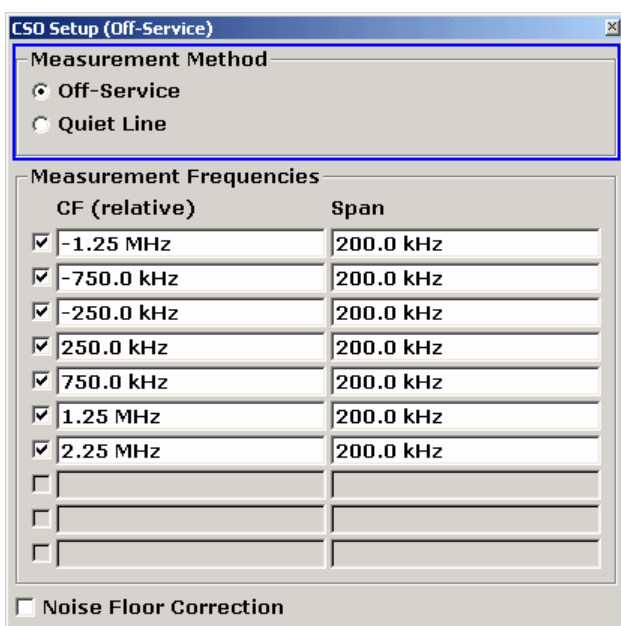 CSO Setup (Off-Service)
Measurement Method
Off-Service
Quiet Line
Measurement Frequencies
CF (relative) Span
-1.25 MHz 200.0 kHz
-750.0 kHz 200.0 kHz
-250.0 kHz 200.0 kHz
250.0 kHz 200.0 kHz
750.0 kHz 200.0 kHz
1.25 MHz 200.0 kHz
2.25 MHz 200.0 kHz
Noise Floor Correction